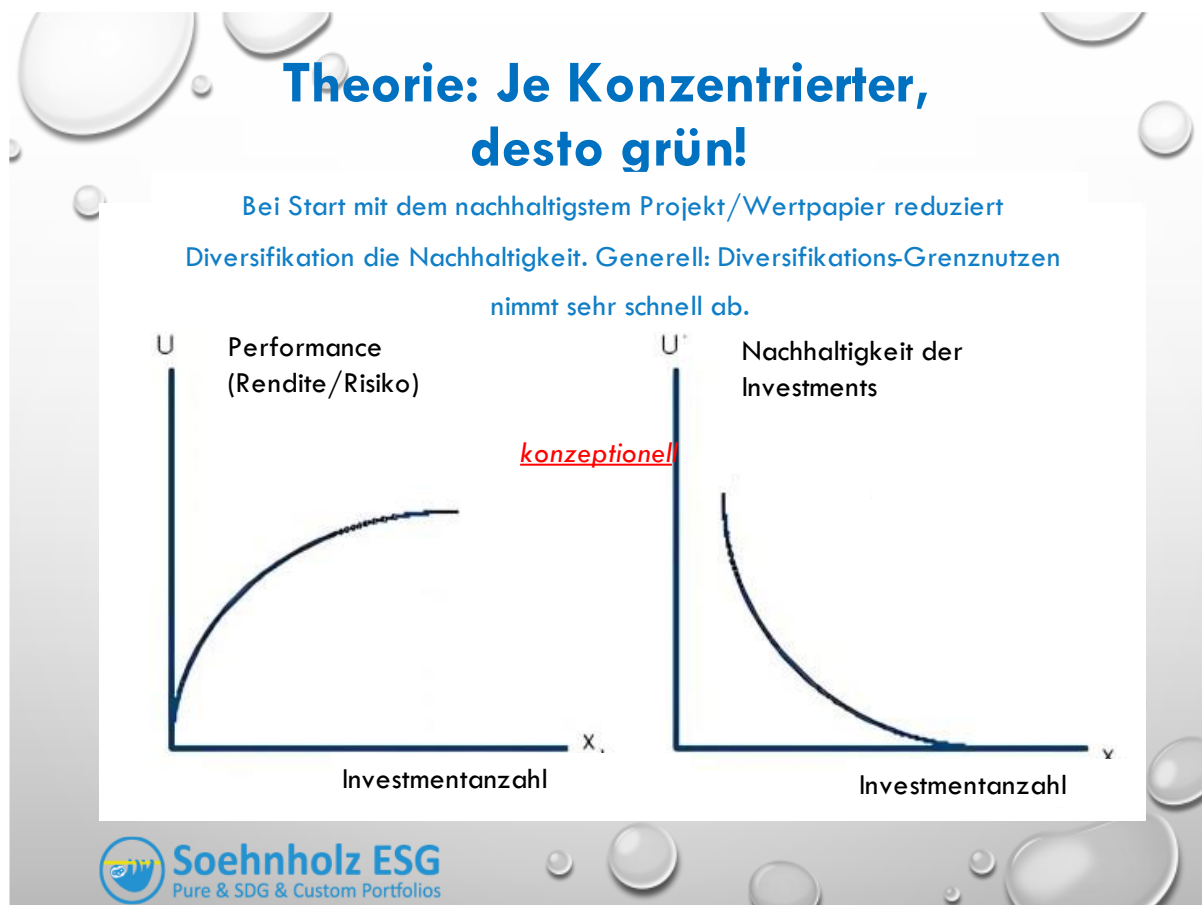 Theorie: Je Konzentrierter,
desto grün!
Bei Start mit dem nachhaltigstem Projekt/Wertpapier reduziert
Diversifikation die Nachhaltigkeit. Generell: Diversifikations-Grenznutzen
nimmt sehr schnell ab.
U
Performance
(Rendite/Risiko)
U
Nachhaltigkeit der
Investments
konzeptionell
X
Investmentanzahl
X
Investmentanzahl
Soehnholz ESG
Pure & SDG & Custom Portfolios